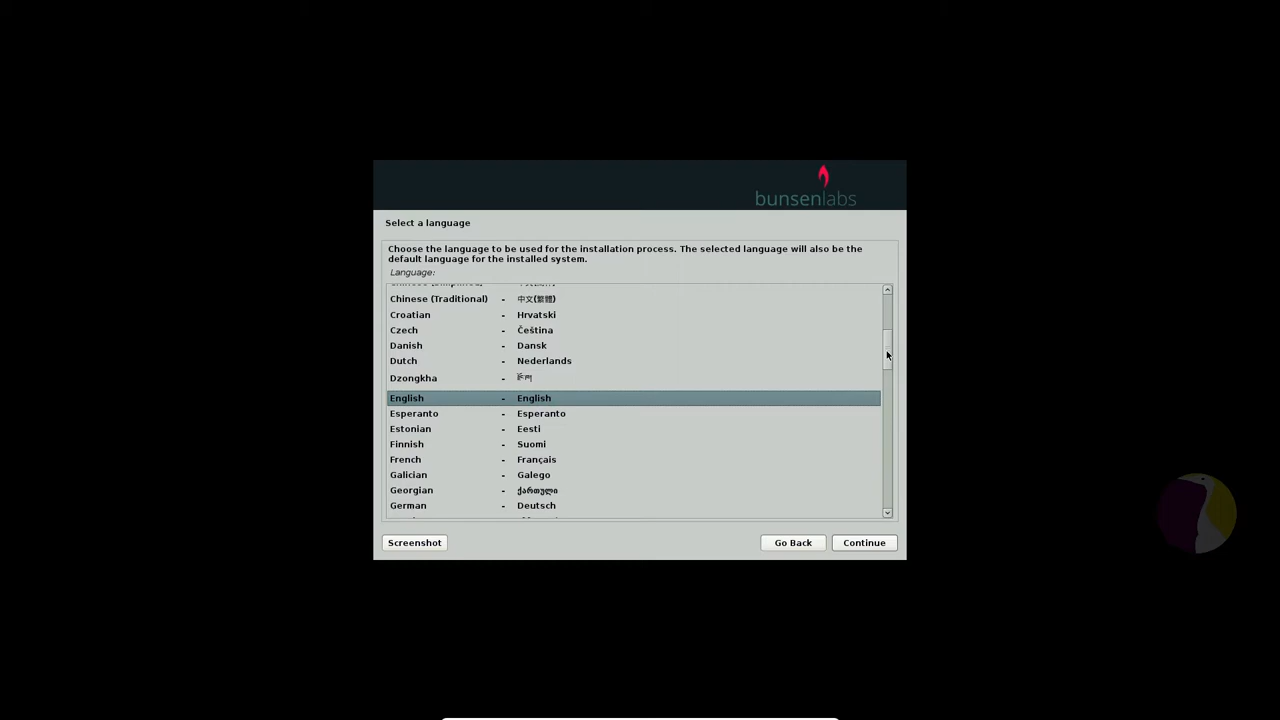 bunsenlabs
Select a language
Choose the language to be used for the installation process. The selected language will also be the
default language for the installed system.
Language:
Chinese (Traditional) - 中文(繁體)
Croatian - Hrvatski
Czech - Čeština
Danish - Dansk
Dutch - Nederlands
Dzongkha -
English - English
Esperanto - Esperanto
Estonian - Eesti
Finnish - Suomi
French - Français
Galician - Galego
Georgian - ქართული
German - Deutsch
Screenshot Go Back Continue